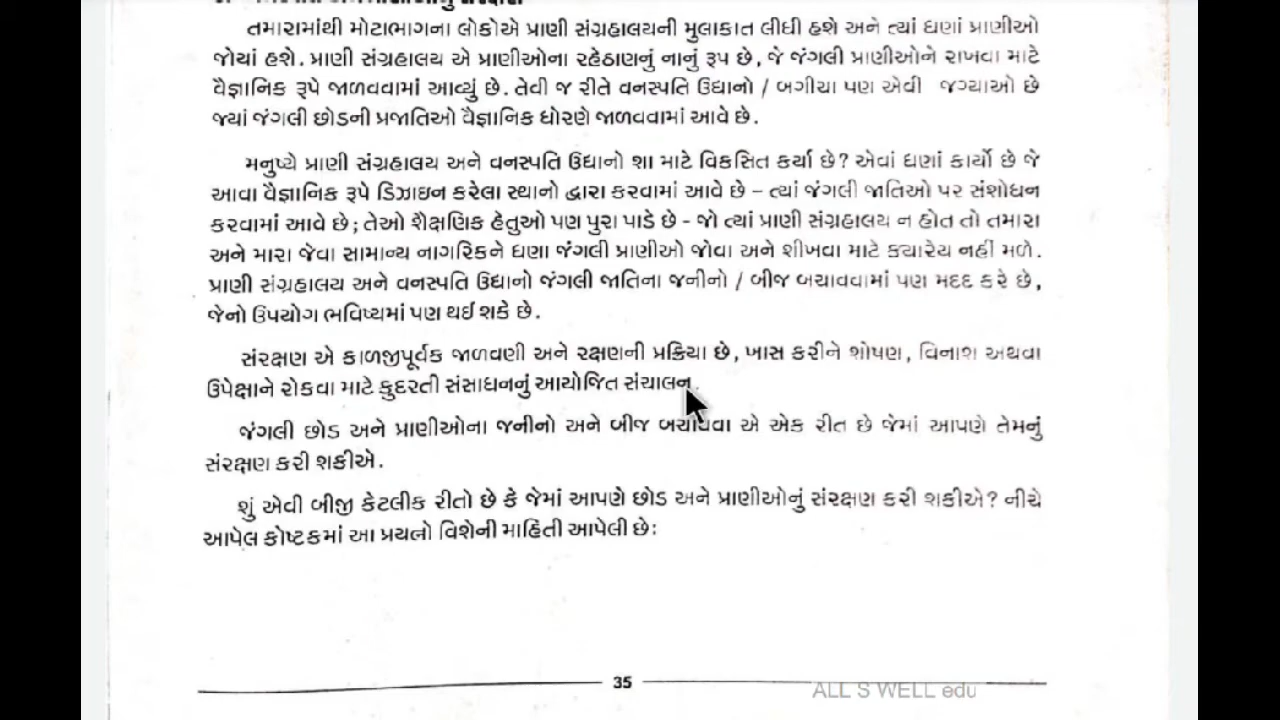 તમારામાંથી મોટાભાગના લોકોએ પ્રાણી સંગ્રહાલયની મુલાકાત લીધી હશે અને ત્યાં ઘણાં પ્રાણીઓ
જોયાં હશે. પ્રાણી સંગ્રહાલય એ પ્રાણીઓના રહેઠાણનું નાનું રૂપ છે, જે જંગલી પ્રાણીઓને રાખવા માટે
વૈજ્ઞાનિક રૂપે જાળવવામાં આવ્યું છે. તેવી જ રીતે વનસ્પતિ ઉદ્યાનો / બગીચા પણ એવી જગ્યાઓ છે
જ્યાં જંગલી છોડની પ્રજાતિઓ વૈજ્ઞાનિક ધોરણે જાળવવામાં આવે છે.
મનુષ્યે પ્રાણી સંગ્રહાલય અને વનસ્પતિ ઉદ્યાનો શા માટે વિકસિત કર્યા છે? એવાં ઘણાં કાર્યો છે જે
આવા વૈજ્ઞાનિક રૂપે ડિઝાઇન કરેલા સ્થાનો દ્વારા કરવામાં આવે છે – ત્યાં જંગલી જાતિઓ પર સંશોધન
કરવામાં આવે છે; તેઓ શૈક્ષણિક હેતુઓ પણ પુરા પાડે છે - જો ત્યાં પ્રાણી સંગ્રહાલય ન હોત તો તમારા
અને મારા જેવા સામાન્ય નાગરિકને ઘણા જંગલી પ્રાણીઓ જોવા અને શીખવા માટે ક્યારેય નહીં મળે.
પ્રાણી સંગ્રહાલય અને વનસ્પતિ ઉદ્યાનો જંગલી જાતિના જનીનો / બીજ બચાવવામાં પણ મદદ કરે છે,
જેનો ઉપયોગ ભવિષ્યમાં પણ થઈ શકે છે.
સંરક્ષણ એ કાળજીપૂર્વક જાળવણી અને રક્ષણની પ્રક્રિયા છે, ખાસ કરીને શોષણ, વિનાશ અથવા
ઉપેક્ષાને રોકવા માટે કુદરતી સંસાધનનું આયોજિત સંચાલન.
જંગલી છોડ અને પ્રાણીઓના જનીનો અને બીજ બચાવવા એ એક રીત છે જેમાં આપણે તેમનું
સંરક્ષણ કરી શકીએ.
શું એવી બીજી કેટલીક રીતો છે કે જેમાં આપણે છોડ અને પ્રાણીઓનું સંરક્ષણ કરી શકીએ? નીચે
આપેલ કોષ્ટકમાં આ પ્રયત્નો વિશેની માહિતી આપેલી છેઃ
35
ALL S WELL edu